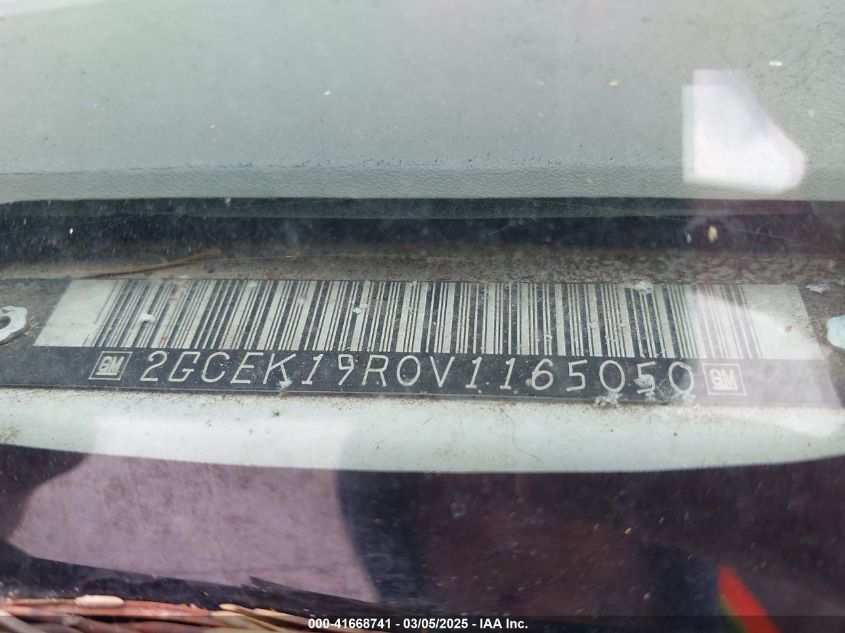 GM 2GCEK19R0V1165050 GM
000-41668741 / 03/05/2025 - IAA Inc.